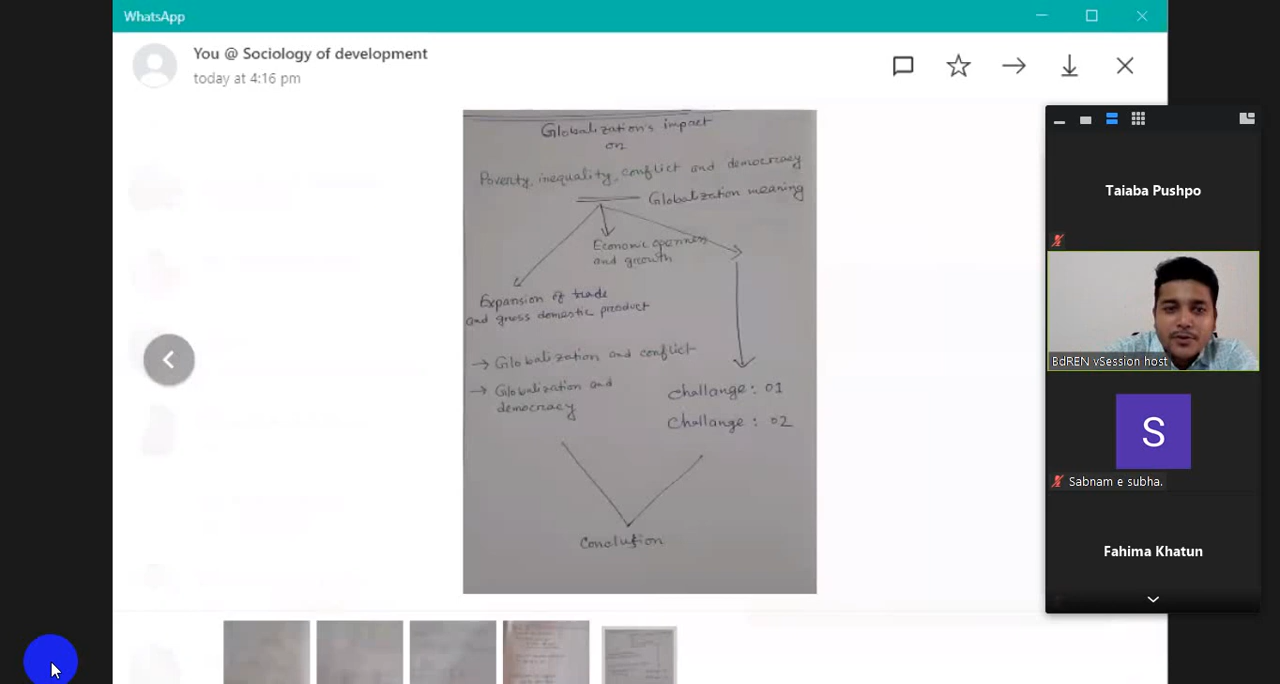 WhatsApp
You @ Sociology of development
today at 4:16 pm
Globalization's impact
on
Poverty, inequality, conflict and democracy
Globalization meaning
Economic openness
and growth
Expansion of trade
and gross domestic product
→ Globalization and conflict
→ Globalization and
democracy
challange: 01
challange: 02
Conclution
Taiaba Pushpo
BdREN vSession host
S
Sabnam e subha.
Fahima Khatun